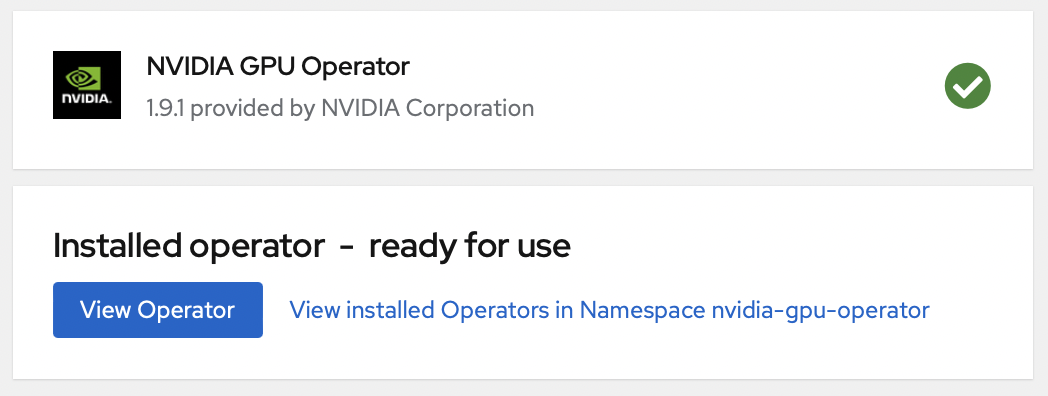 NVIDIA GPU Operator
nVIDIA.
1.9.1 provided by NVIDIA Corporation
Installed operator - ready for use
View Operator
View installed Operators in Namespace nvidia-gpu-operator